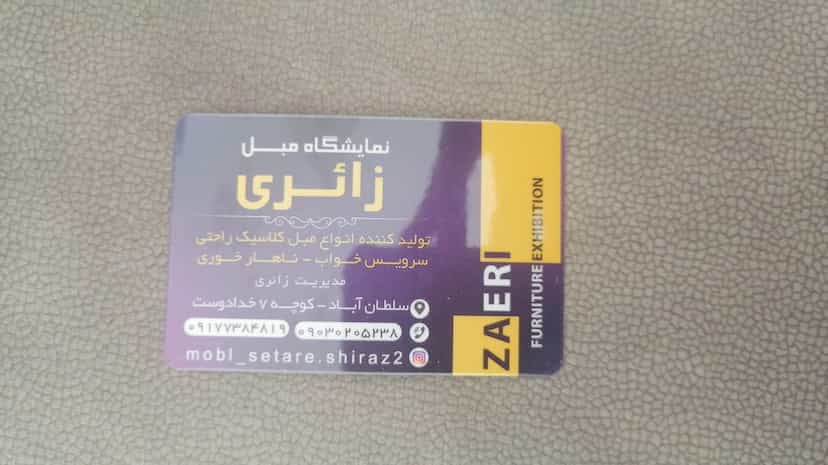 نمایشگاه مبل
زائری
تولید کننده انواع مبل کلاسیک راحتی
سرویس خواب - ناهار خوری
مدیریت زائری
سلطان آباد - کوچه ۷ خدادوست
۰۹۱۷۷۳۸۴۸۱۹ ۰۹۰۳۰۲۰۵۲۳۸
mobl_setare.shiraz2
ZAERI
FURNITURE EXHIBITION